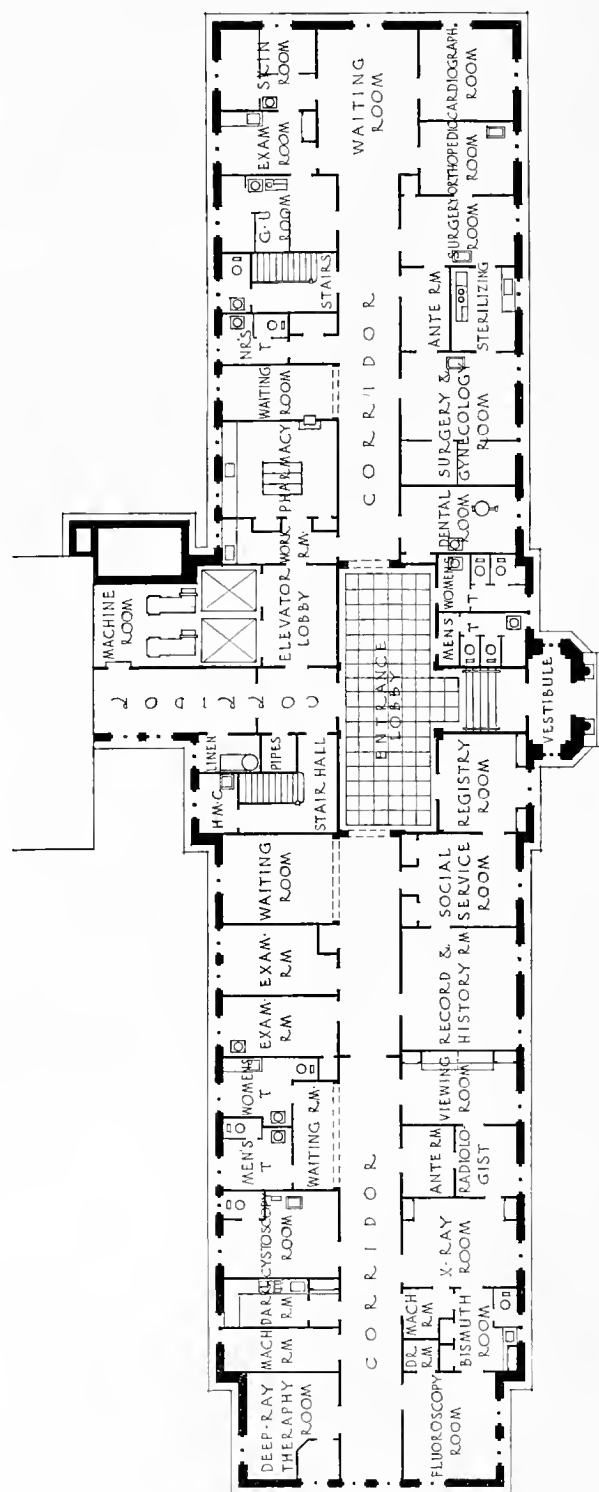 DEEP-RAY
THERAPHY
ROOM
MACH
RM
DARK
RM
CYSTOSCOPY
ROOM
MEN'S
T
WOMENS
T
WAITING RM.
EXAM.
RM
EXAM.
RM
WAITING
ROOM
H.M.C.
LINEN
PIPES
STAIR HALL
CORRIDOR
MACHINE
ROOM
ELEVATOR
LOBBY
WORK
RM.
PHARMACY
WAITING
ROOM
NR'S
T
STAIRS
G.U
ROOM
EXAM
ROOM
SKIN
ROOM
CORRIDOR
ENTRANCE
LOBBY
CORRIDOR
WAITING
ROOM
FLUOROSCOPY
ROOM
DR.
RM
MACH
RM
BISMUTH
ROOM
X-RAY
ROOM
ANTE RM
RADIOLO-
GIST
VIEWING
ROOM
RECORD &
HISTORY RM
SOCIAL
SERVICE
ROOM
REGISTRY
ROOM
VESTIBULE
MENS
T
WOMENS
T
DENTAL
ROOM
SURGERY &
GYNECOLOGY
ROOM
ANTE RM
STERILIZING
SURGERY
ROOM
ORTHOPEDIC
ROOM
CARDIOGRAPH.
ROOM